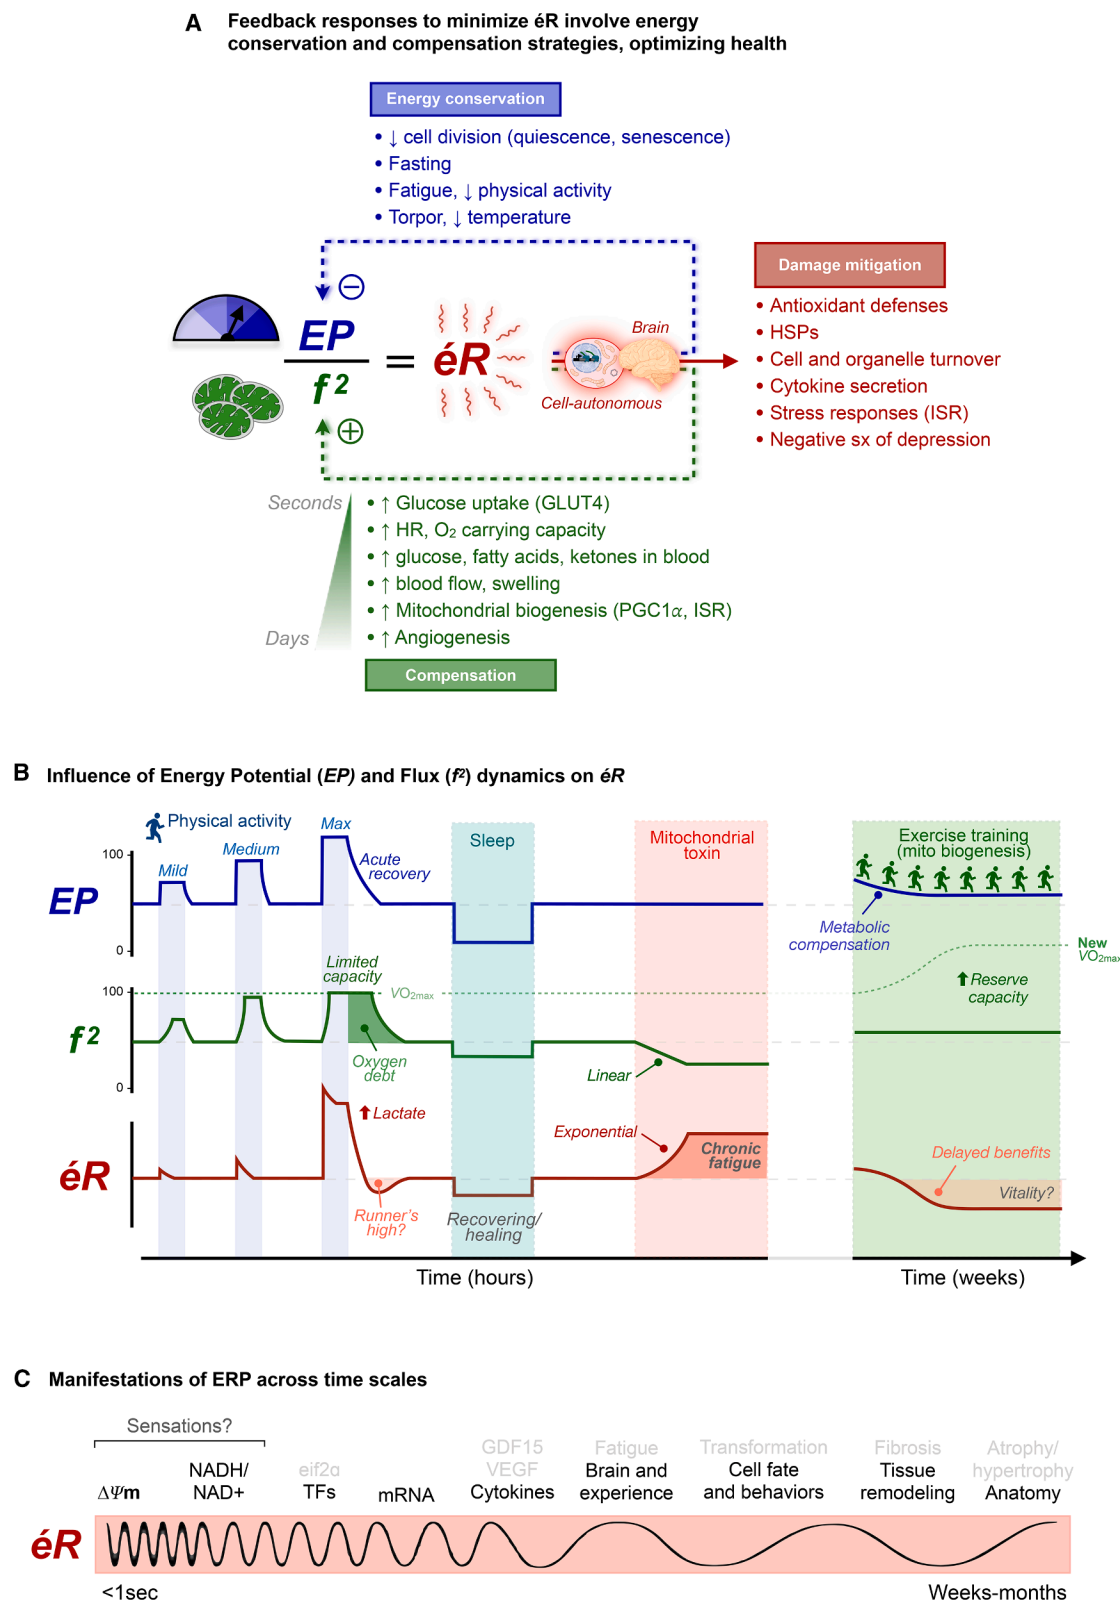 A
Feedback responses to minimize éR involve energy
conservation and compensation strategies, optimizing health
Energy conservation
• ↓ cell division (quiescence, senescence)
• Fasting
• Fatigue, ↓ physical activity
• Torpor, ↓ temperature
Damage mitigation
• Antioxidant defenses
• HSPs
• Cell and organelle turnover
• Cytokine secretion
• Stress responses (ISR)
• Negative sx of depression
−
EP
f²
=
éR
Brain
Cell-autonomous
+
Seconds
Days
• ↑ Glucose uptake (GLUT4)
• ↑ HR, O₂ carrying capacity
• ↑ glucose, fatty acids, ketones in blood
• ↑ blood flow, swelling
• ↑ Mitochondrial biogenesis (PGC1α, ISR)
• ↑ Angiogenesis
Compensation
B
Influence of Energy Potential (EP) and Flux (f²) dynamics on éR
Physical activity
Mild
Medium
Max
Acute
recovery
Sleep
Mitochondrial
toxin
Exercise training
(mito biogenesis)
100
EP
0
Metabolic
compensation
Limited
capacity
100
VO₂max
New
VO₂max
⬆ Reserve
capacity
f²
Oxygen
debt
Linear
0
⬆ Lactate
Exponential
Chronic
fatigue
Delayed benefits
Vitality?
éR
Runner's
high?
Recovering/
healing
Time (hours)
Time (weeks)
C
Manifestations of ERP across time scales
Sensations?
ΔΨm
NADH/
NAD+
eif2α
TFs
mRNA
GDF15
VEGF
Cytokines
Fatigue
Brain and
experience
Transformation
Cell fate
and behaviors
Fibrosis
Tissue
remodeling
Atrophy/
hypertrophy
Anatomy
éR
<1sec
Weeks-months